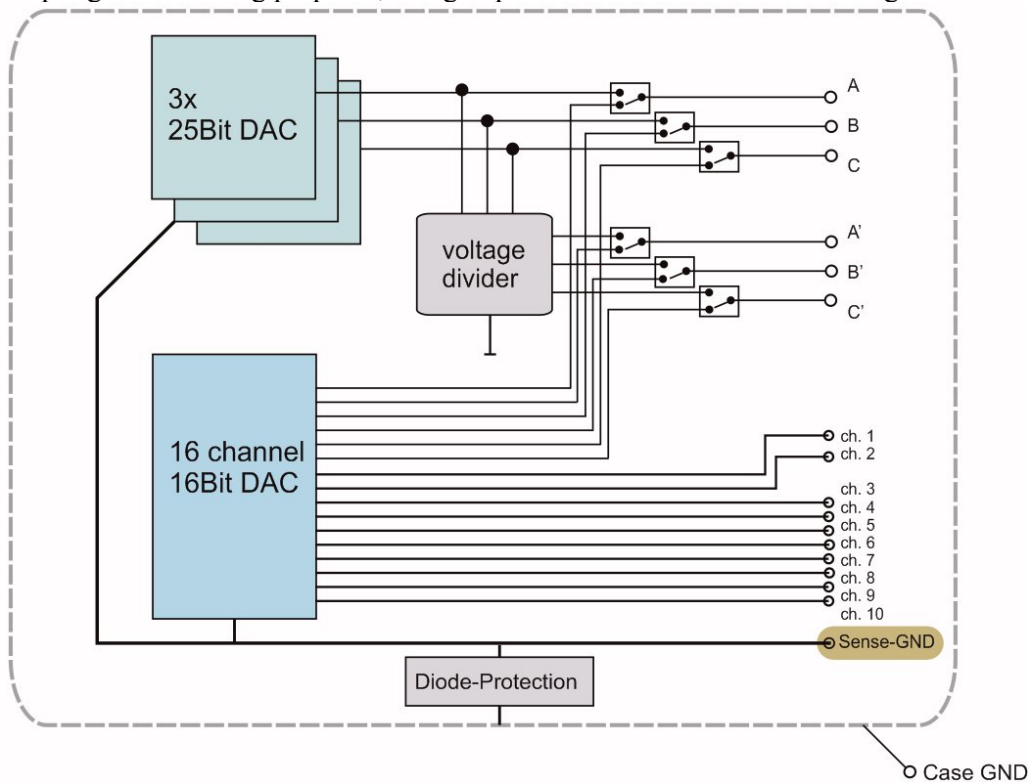 3x
25Bit DAC
A
B
C
voltage
divider
A'
B'
C'
16 channel
16Bit DAC
ch. 1
ch. 2
ch. 3
ch. 4
ch. 5
ch. 6
ch. 7
ch. 8
ch. 9
ch. 10
Sense-GND
Diode-Protection
Case GND